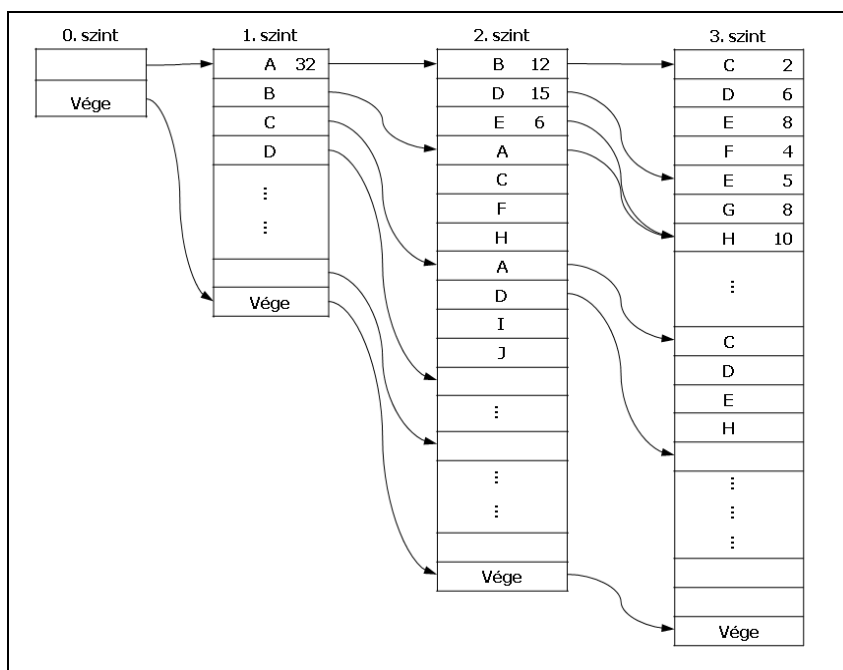 0. szint
Vége
1. szint
A 32
B
C
D
⋮
⋮
Vége
2. szint
B 12
D 15
E 6
A
C
F
H
A
D
I
J
⋮
⋮
⋮
Vége
3. szint
C 2
D 6
E 8
F 4
E 5
G 8
H 10
⋮
C
D
E
H
⋮
⋮
⋮
Vége